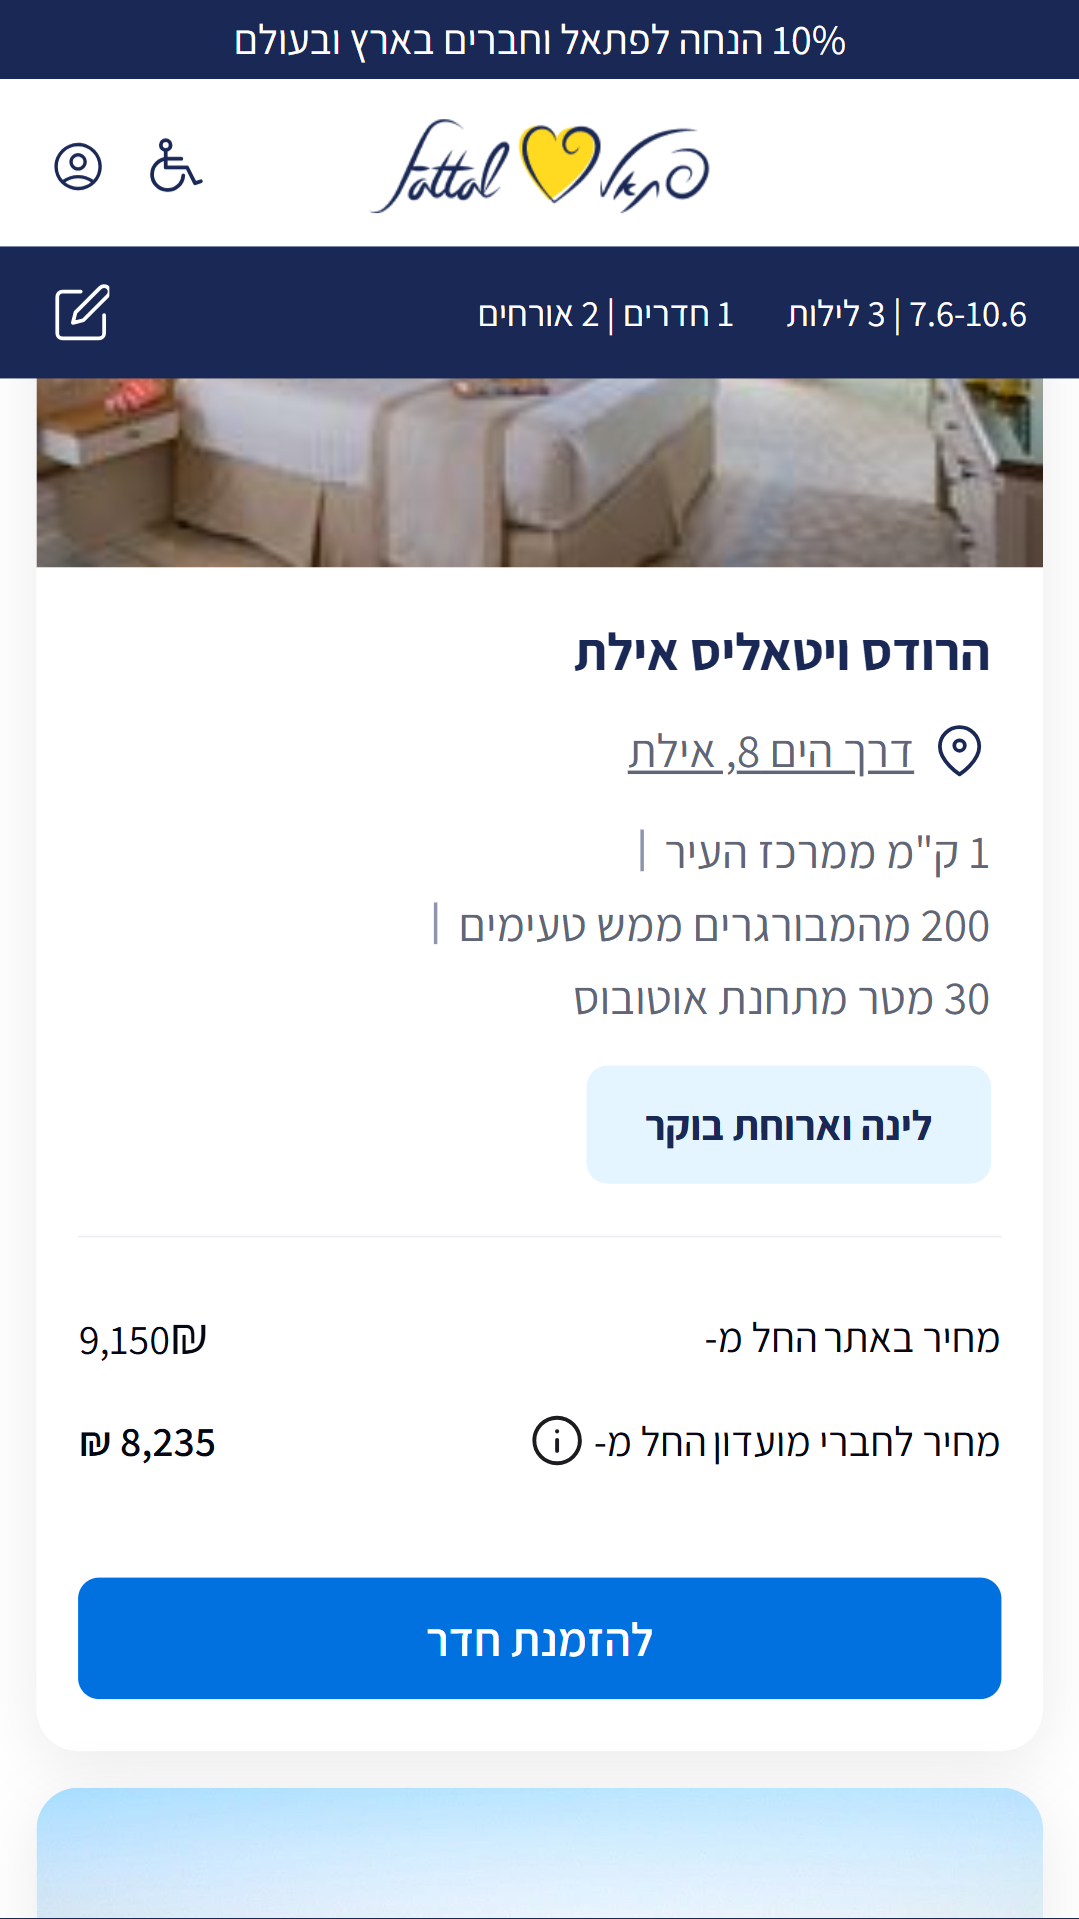 10% הנחה לפתאל וחברים בארץ ובעולם
פתאל fattal
7.6-10.6 | 3 לילות 1 חדרים | 2 אורחים
הרודס ויטאליס אילת
דרך הים 8, אילת
1 ק"מ ממרכז העיר |
200 מהמבורגרים ממש טעימים |
30 מטר מתחנת אוטובוס
לינה וארוחת בוקר
מחיר באתר החל מ- ₪9,150
מחיר לחברי מועדון החל מ- 8,235 ₪
להזמנת חדר